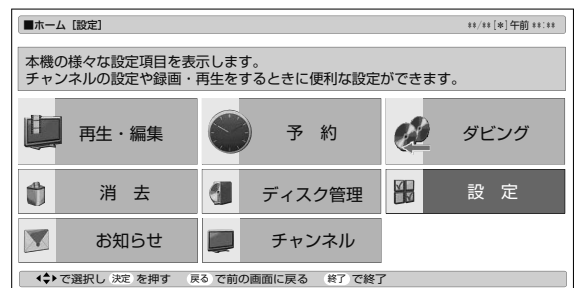 ■ホーム［設定］ **/**[*]午前 **:**
本機の様々な設定項目を表示します。
チャンネルの設定や録画・再生をするときに便利な設定ができます。
再生・編集 予 約 ダビング
消 去 ディスク管理 設 定
お知らせ チャンネル
で選択し 決定 を押す 戻る で前の画面に戻る 終了 で終了